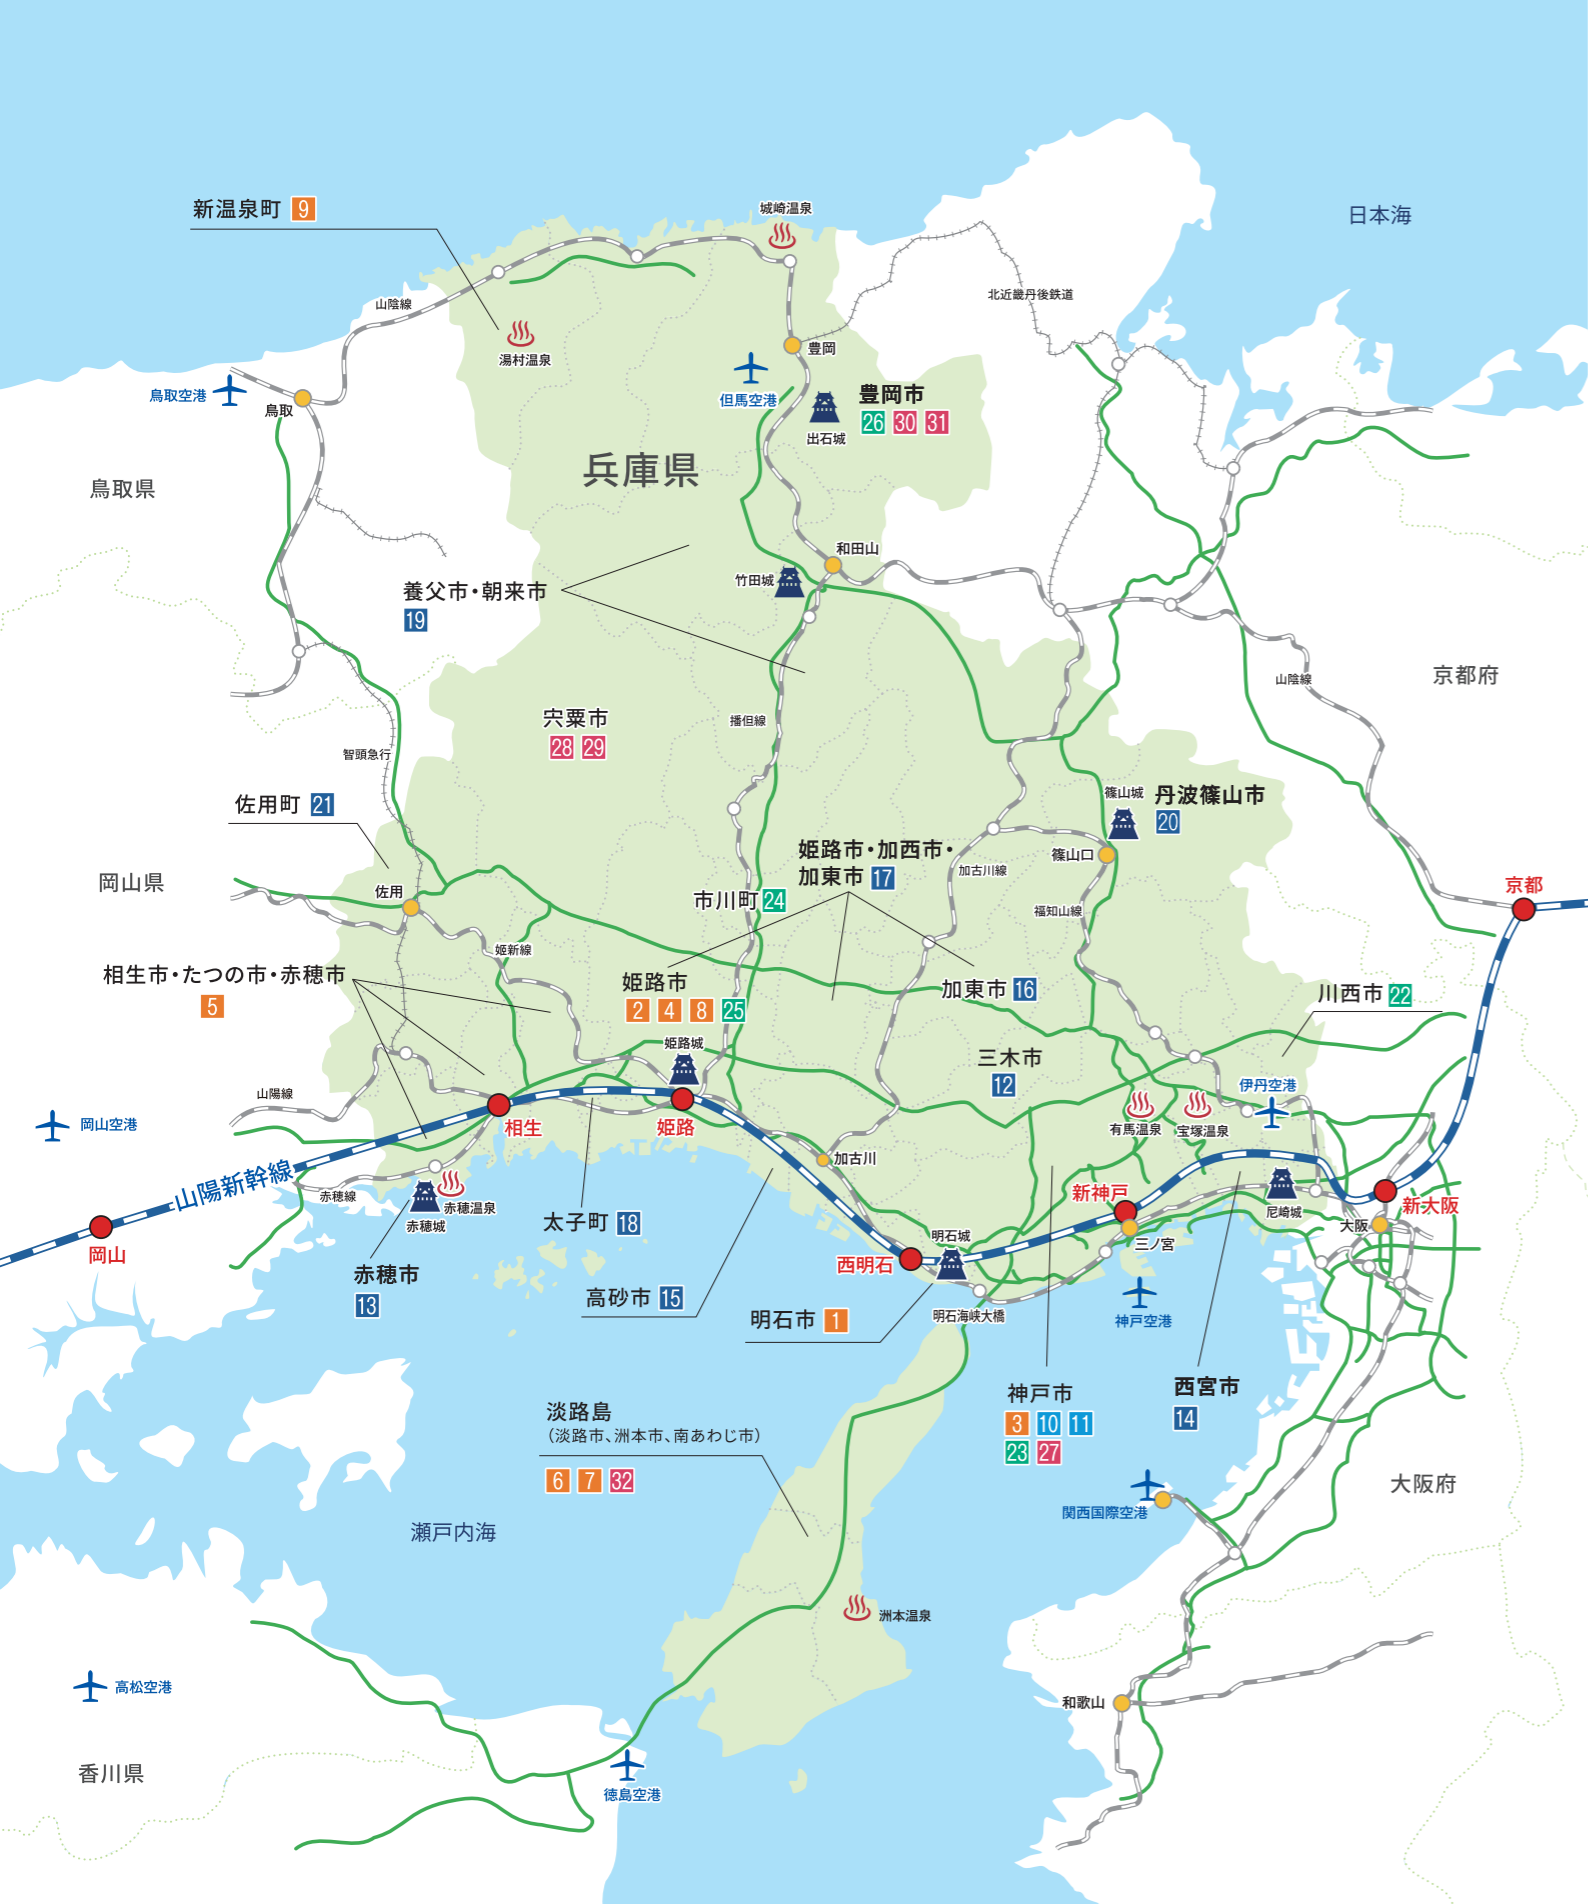 新温泉町 9
城崎温泉
日本海
山陰線
北近畿丹後鉄道
湯村温泉
豊岡
鳥取空港
鳥取
但馬空港
豊岡市
26 30 31
出石城
兵庫県
鳥取県
和田山
竹田城
養父市・朝来市
19
京都府
山陰線
宍粟市
28 29
播但線
智頭急行
佐用町 21
篠山城
丹波篠山市
20
姫路市・加西市・
加東市 17
篠山口
加古川線
岡山県
佐用
市川町 24
福知山線
京都
姫新線
相生市・たつの市・赤穂市
5
姫路市
2 4 8 25
加東市 16
川西市 22
姫路城
三木市
12
山陽線
伊丹空港
岡山空港
相生
姫路
有馬温泉
宝塚温泉
加古川
山陽新幹線
赤穂線
赤穂温泉
赤穂城
新神戸
尼崎城
新大阪
大阪
太子町 18
岡山
明石城
三ノ宮
西明石
赤穂市
13
高砂市 15
明石市 1
明石海峡大橋
神戸空港
神戸市
3 10 11
23 27
西宮市
14
淡路島
（淡路市、洲本市、南あわじ市）
6 7 32
大阪府
関西国際空港
瀬戸内海
洲本温泉
高松空港
和歌山
香川県
徳島空港